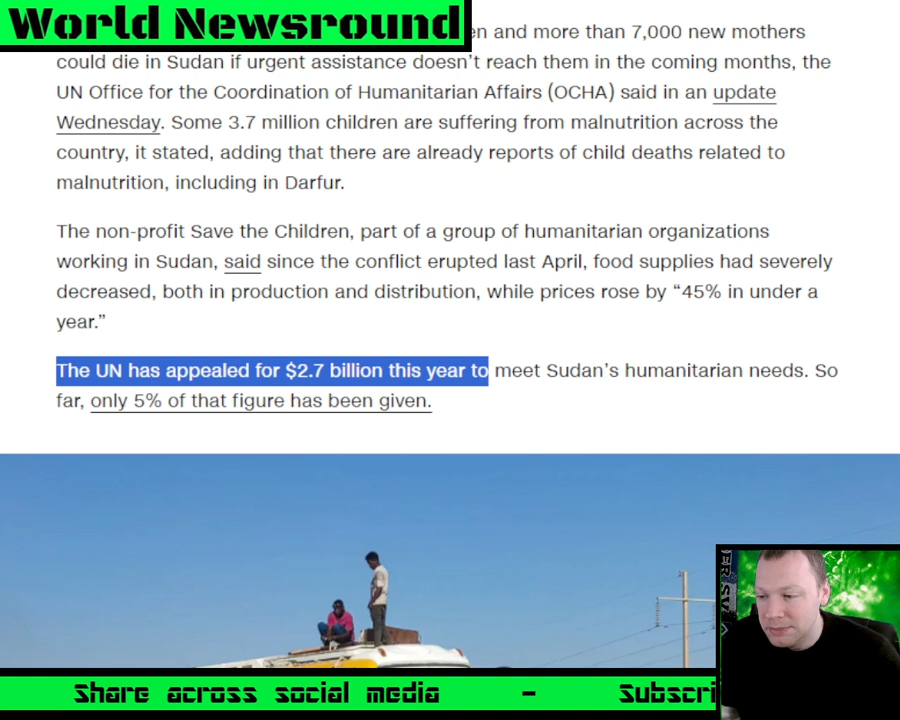 World Newsround
en and more than 7,000 new mothers
could die in Sudan if urgent assistance doesn't reach them in the coming months, the
UN Office for the Coordination of Humanitarian Affairs (OCHA) said in an update
Wednesday. Some 3.7 million children are suffering from malnutrition across the
country, it stated, adding that there are already reports of child deaths related to
malnutrition, including in Darfur.
The non-profit Save the Children, part of a group of humanitarian organizations
working in Sudan, said since the conflict erupted last April, food supplies had severely
decreased, both in production and distribution, while prices rose by “45% in under a
year.”
The UN has appealed for $2.7 billion this year to meet Sudan’s humanitarian needs. So
far, only 5% of that figure has been given.
Share across social media - Subscri